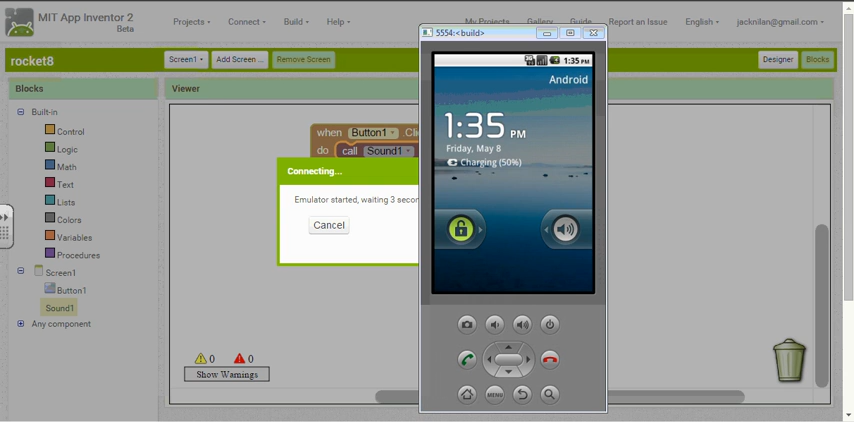 MIT App Inventor 2
Beta
Projects
Connect
Build
Help
My Projects
Gallery
Guide
Report an Issue
English
jacknilan@gmail.com
rocket8
Screen1
Add Screen ...
Remove Screen
Designer
Blocks
Blocks
Viewer
Built-in
Control
Logic
Math
Text
Lists
Colors
Variables
Procedures
Screen1
Button1
Sound1
Any component
when Button1 .Cli
do call Sound1
Connecting...
Emulator started, waiting 3 secon
Cancel
0 0
Show Warnings
5554:<build>
1:35 PM
Android
1:35 PM
Friday, May 8
Charging (50%)
MENU